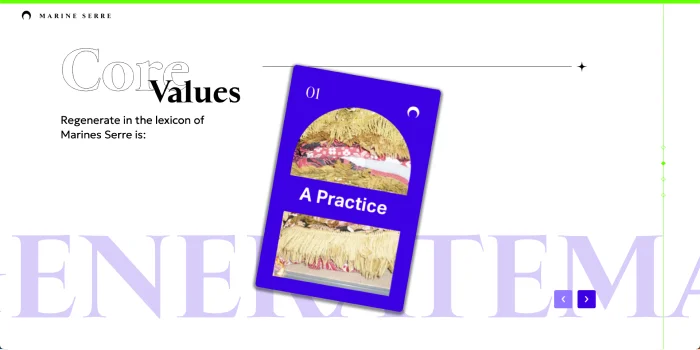 MARINE SERRE
Core
Values
Regenerate in the lexicon of
Marines Serre is:
01
A Practice
ENERATEMA